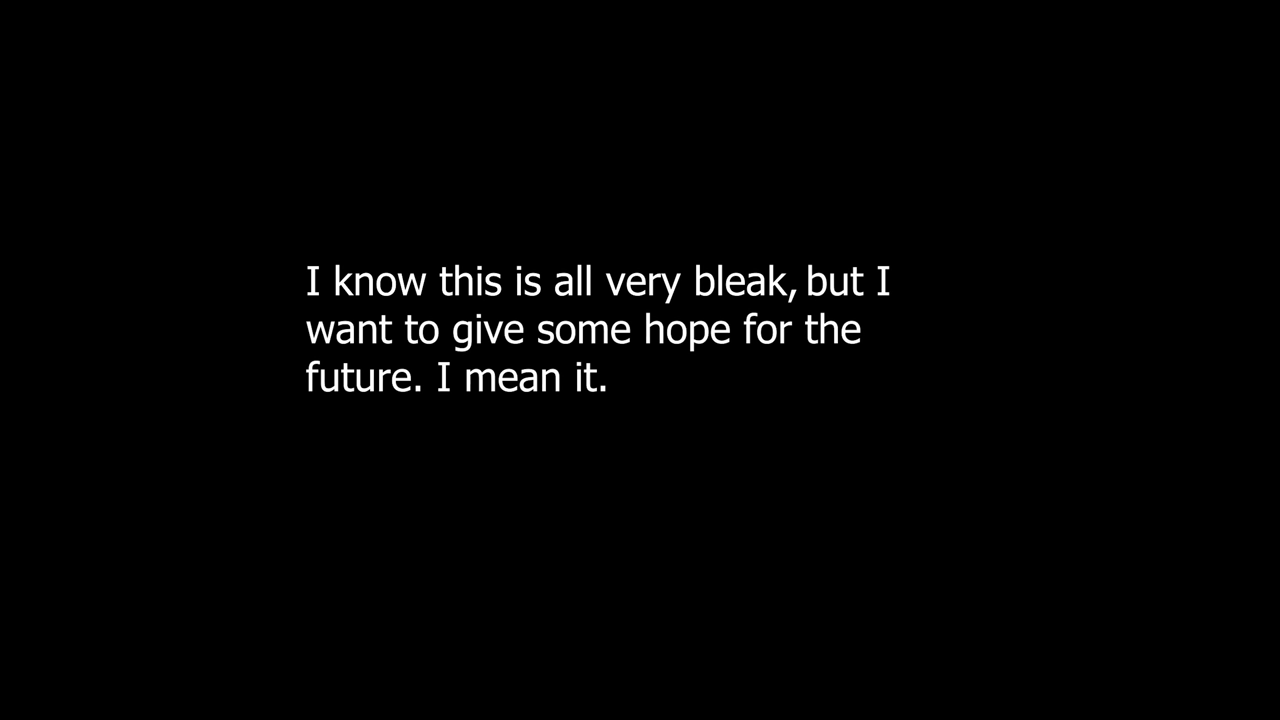 I know this is all very bleak, but I
want to give some hope for the
future. I mean it.